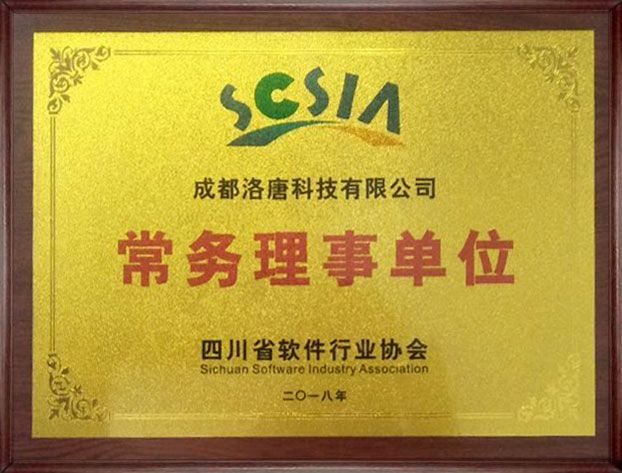 SCSIA
成都洛唐科技有限公司
常务理事单位
四川省软件行业协会
Sichuan Software Industry Association
二〇一八年